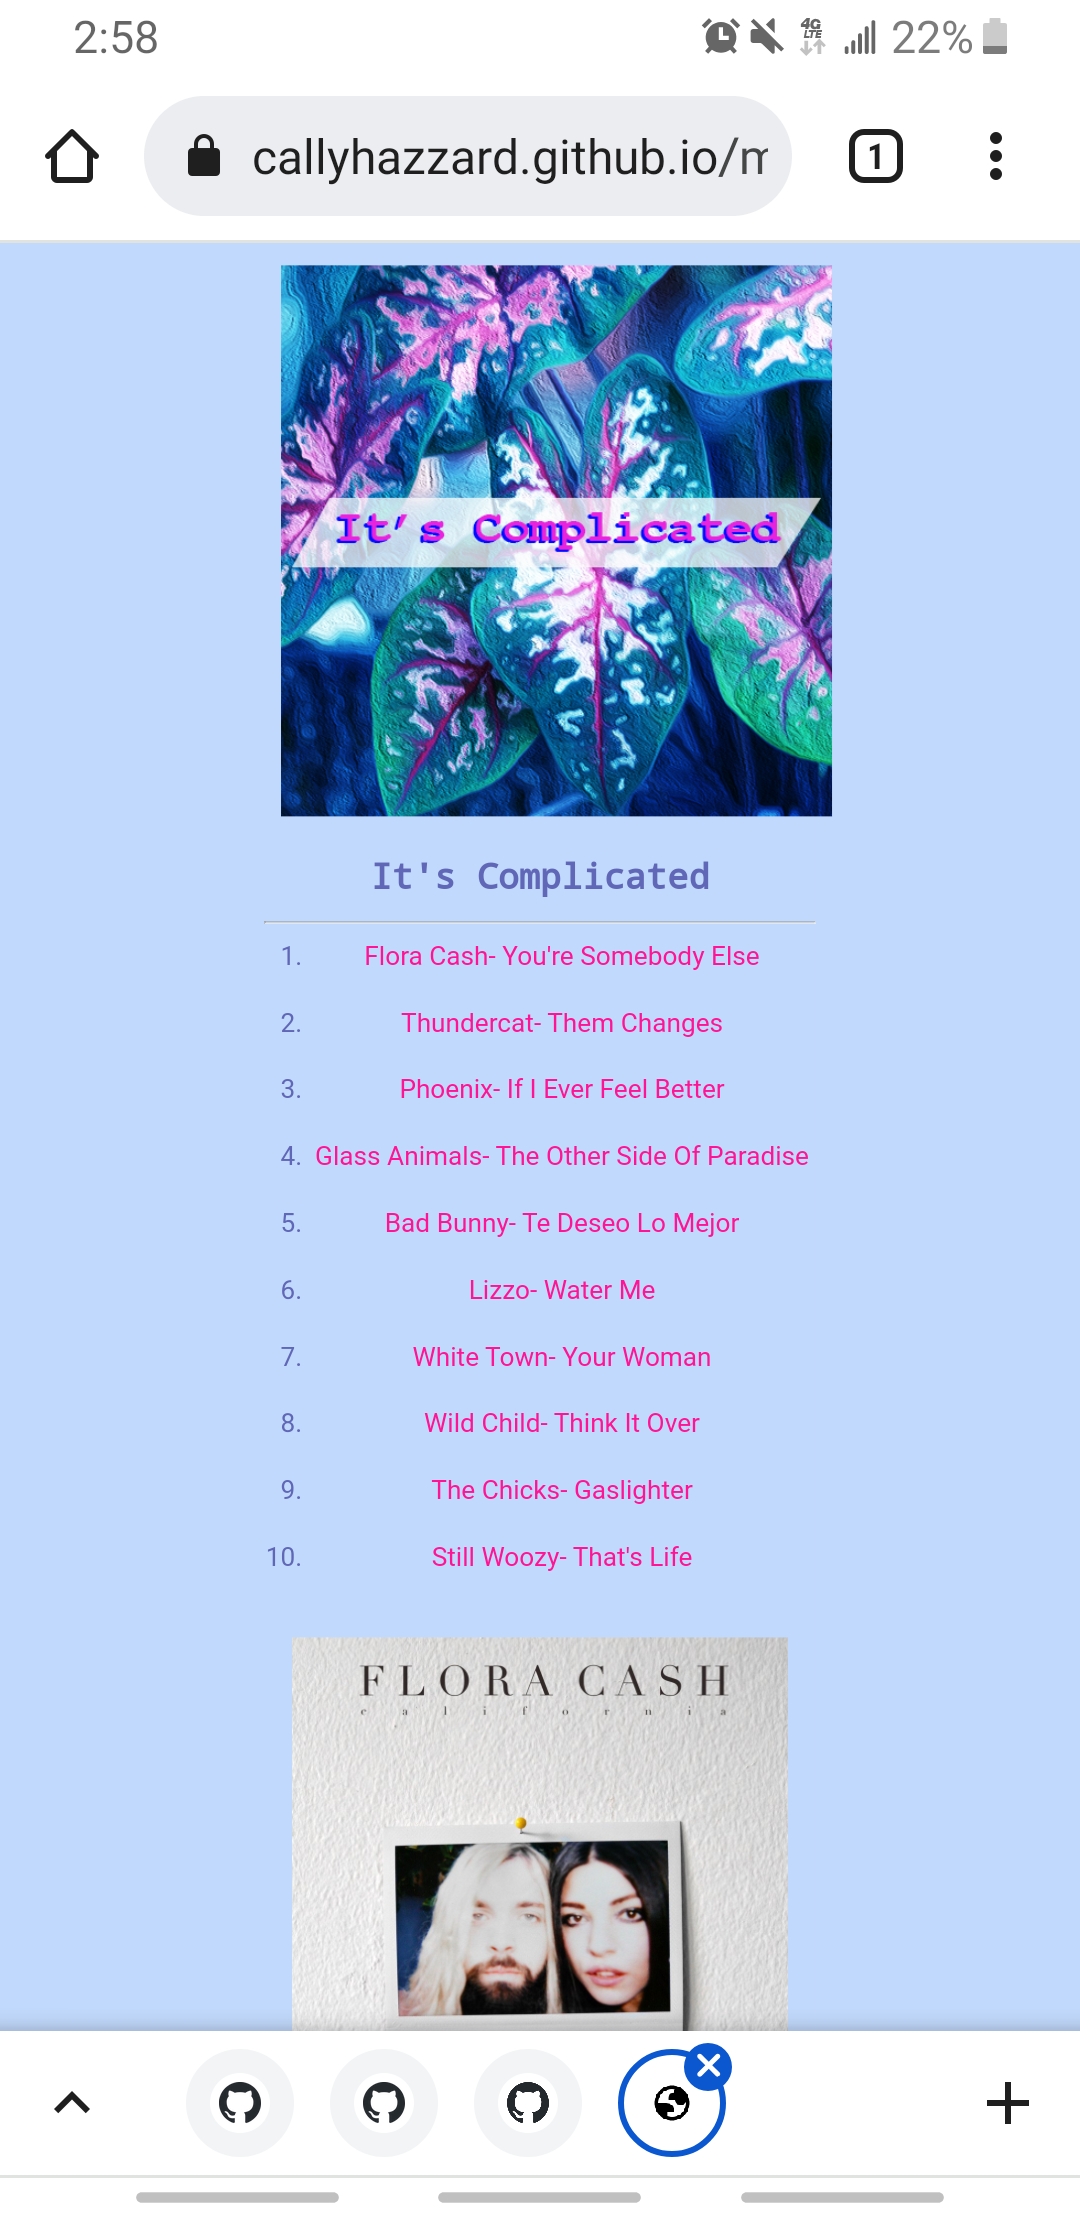 2:58
4G
LTE
22%
callyhazzard.github.io/m
1
It's Complicated
It's Complicated
1. Flora Cash- You're Somebody Else
2. Thundercat- Them Changes
3. Phoenix- If I Ever Feel Better
4. Glass Animals- The Other Side Of Paradise
5. Bad Bunny- Te Deseo Lo Mejor
6. Lizzo- Water Me
7. White Town- Your Woman
8. Wild Child- Think It Over
9. The Chicks- Gaslighter
10. Still Woozy- That's Life
FLORA CASH
california